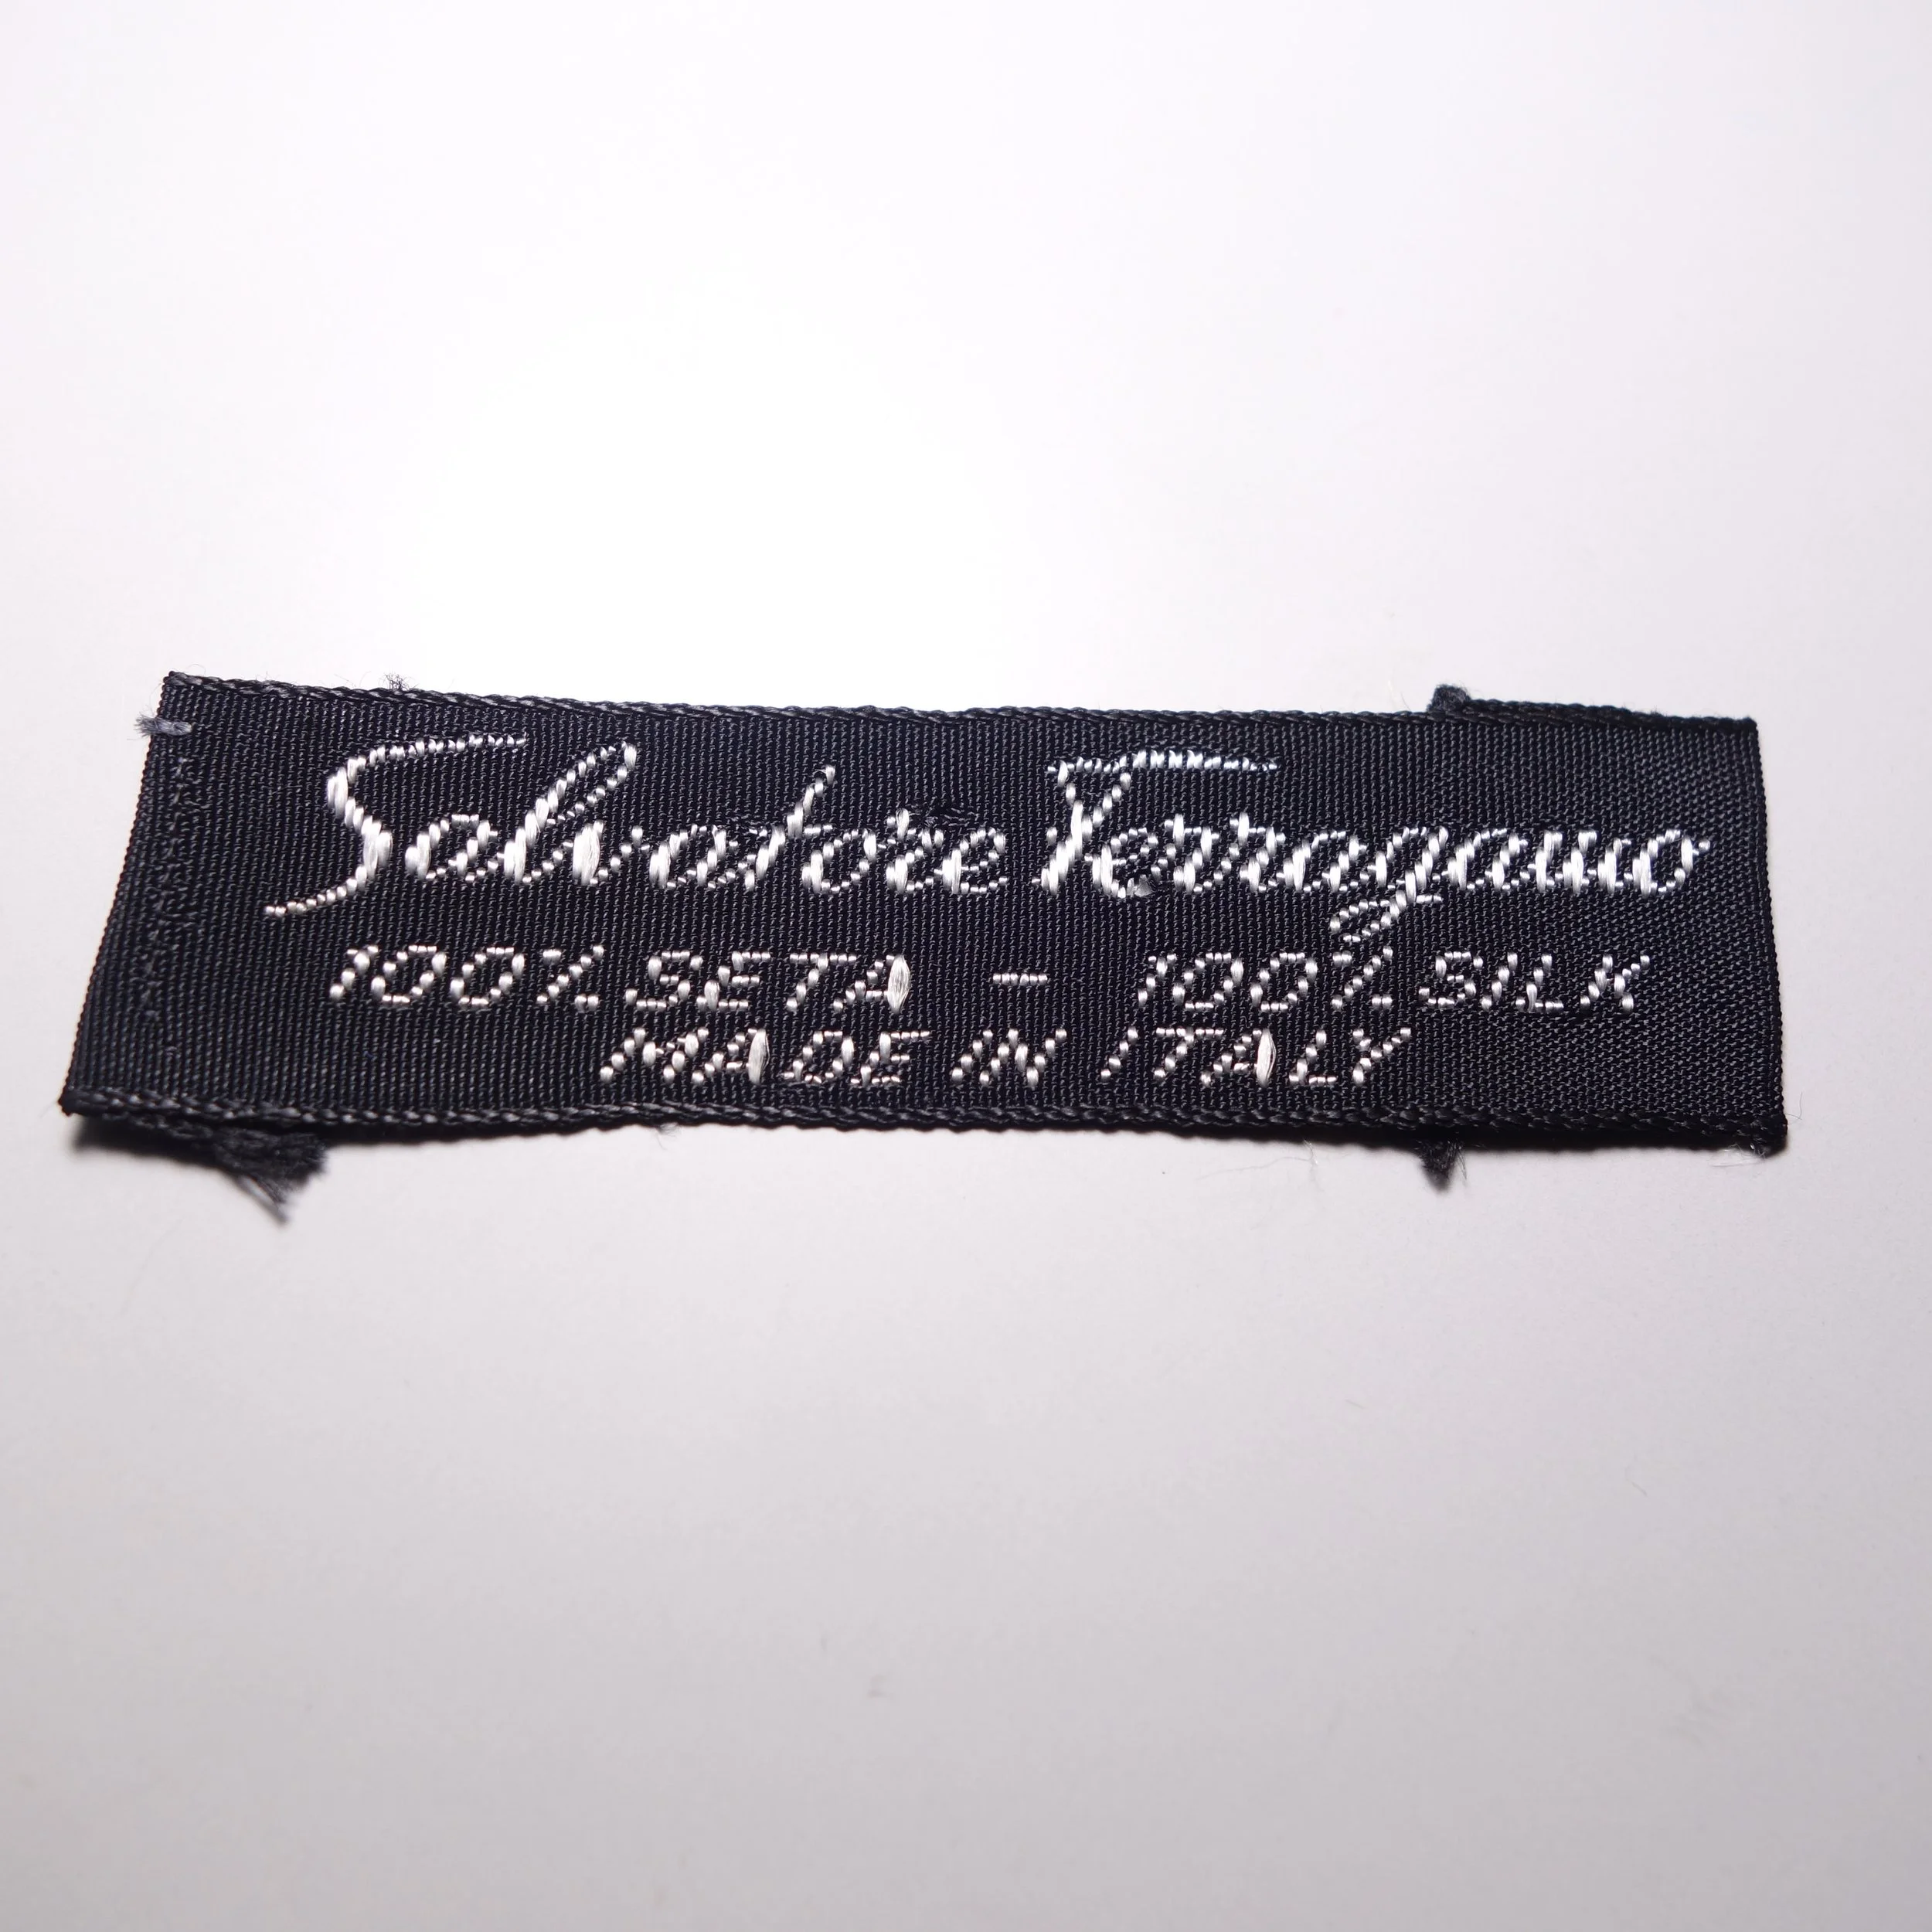 Salvatore Ferragamo
100% SETA - 100% SILK
MADE IN ITALY